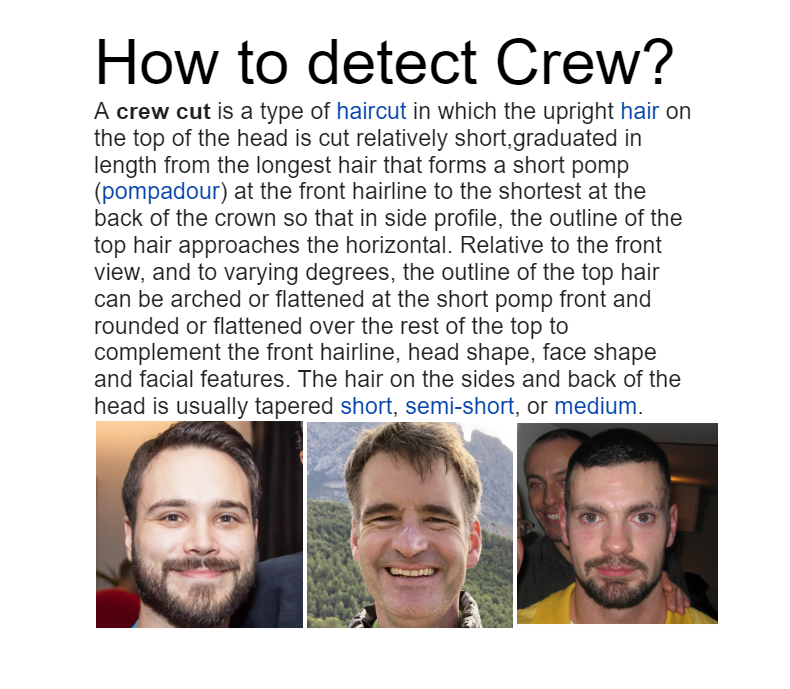 How to detect Crew?
A crew cut is a type of haircut in which the upright hair on
the top of the head is cut relatively short,graduated in
length from the longest hair that forms a short pomp
(pompadour) at the front hairline to the shortest at the
back of the crown so that in side profile, the outline of the
top hair approaches the horizontal. Relative to the front
view, and to varying degrees, the outline of the top hair
can be arched or flattened at the short pomp front and
rounded or flattened over the rest of the top to
complement the front hairline, head shape, face shape
and facial features. The hair on the sides and back of the
head is usually tapered short, semi-short, or medium.